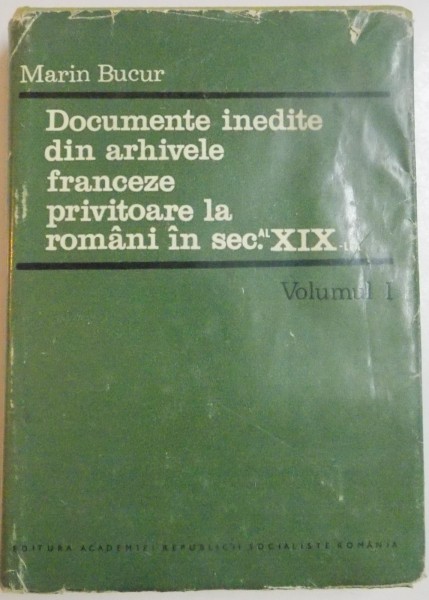 Marin Bucur
Documente inedite
din arhivele
franceze
privitoare la
români în sec. AL XIX-LEA
Volumul I
EDITURA ACADEMIEI REPUBLICII SOCIALISTE ROMÂNIA